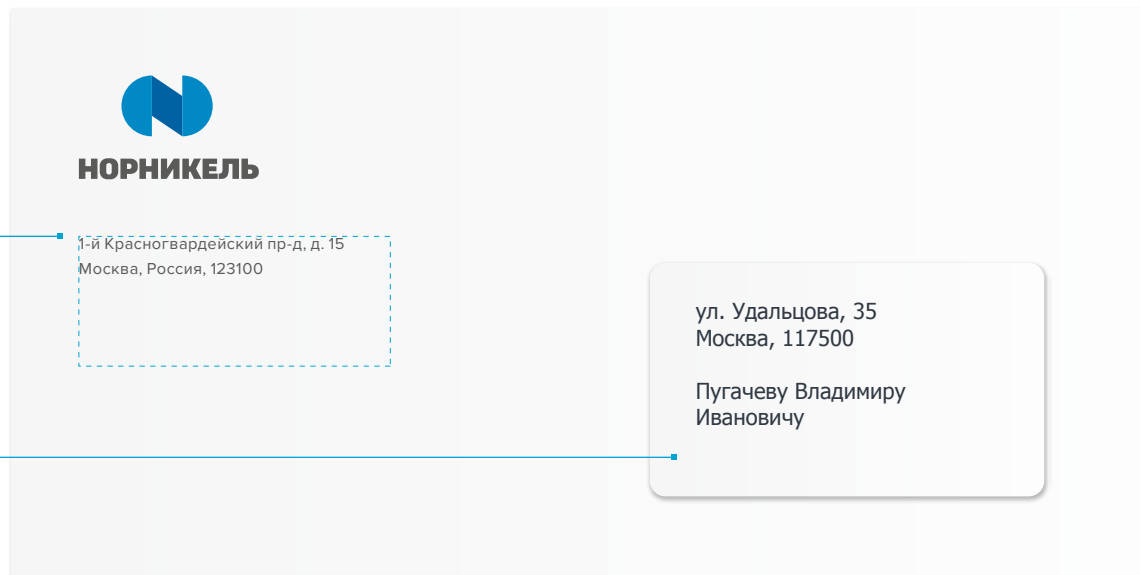 НОРНИКЕЛЬ
1-й Красногвардейский пр-д, д. 15
Москва, Россия, 123100
ул. Удальцова, 35
Москва, 117500
Пугачеву Владимиру
Ивановичу